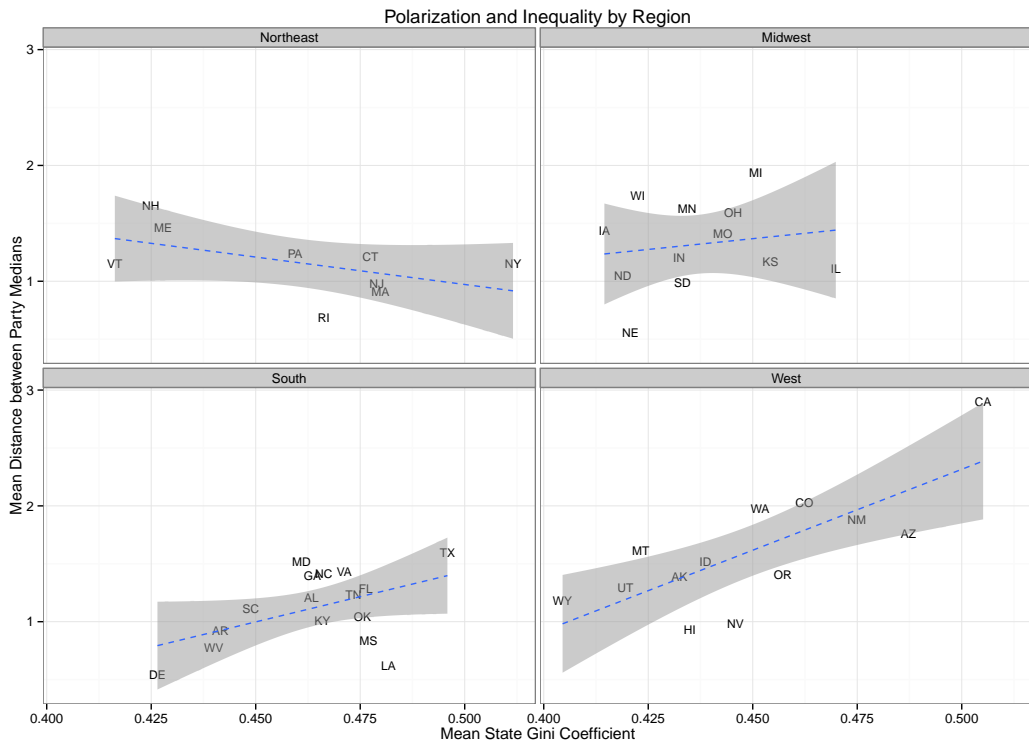 Polarization and Inequality by Region
Northeast
Midwest
Mean Distance between Party Medians
3
2
1
NH
ME
VT
PA
CT
NJ
MA
RI
NY
MI
WI
MN
OH
IA
MO
IN
KS
IL
ND
SD
NE
South
West
3
2
1
TX
MD
GA
NC
VA
FL
TN
AL
SC
OK
KY
AR
MS
WV
LA
DE
CA
CO
WA
NM
AZ
MT
ID
OR
AK
UT
WY
NV
HI
0.400 0.425 0.450 0.475 0.500 0.400 0.425 0.450 0.475 0.500
Mean State Gini Coefficient